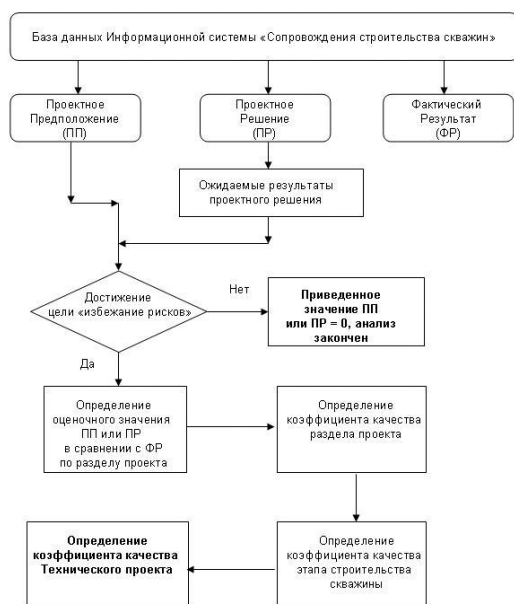 База данных Информационной системы «Сопровождения строительства скважин»
Проектное
Предположение
(ПП)
Проектное
Решение
(ПР)
Фактический
Результат
(ФР)
Ожидаемые результаты
проектного решения
Достижение
цели «избежание рисков»
Нет
Приведенное
значение ПП
или ПР = 0, анализ
закончен
Да
Определение
оценочного значения
ПП или ПР
в сравнении с ФР
по разделу проекта
Определение
коэффициента качества
раздела проекта
Определение
коэффициента качества
Технического проекта
Определение
коэффициента качества
этапа строительства
скважины